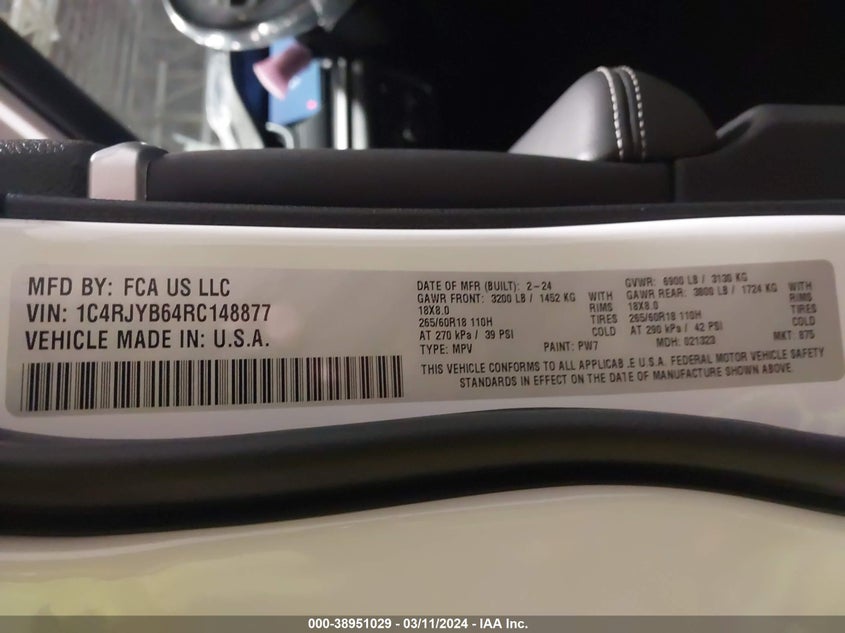 MFD BY: FCA US LLC
VIN: 1C4RJYB64RC148877
VEHICLE MADE IN: U.S.A.
DATE OF MFR (BUILT): 2-24
GAWR FRONT: 3200 LB / 1452 KG
18X8.0
265/60R18 110H
AT 270 kPa / 39 PSI
TYPE: MPV
WITH
RIMS
TIRES
COLD
PAINT: PW7
GVWR: 6900 LB / 3130 KG
GAWR REAR: 3800 LB / 1724 KG
18X8.0
265/60R18 110H
AT 290 kPa / 42 PSI
MDH: 021323
WITH
RIMS
TIRES
COLD
MKT: 875
THIS VEHICLE CONFORMS TO ALL APPLICAB.E U.S.A. FEDERAL MOTOR VEHICLE SAFETY
STANDARDS IN EFFECT ON THE DATE OF MANUFACTURE SHOWN ABOVE.
000-38951029 - 03/11/2024 - IAA Inc.